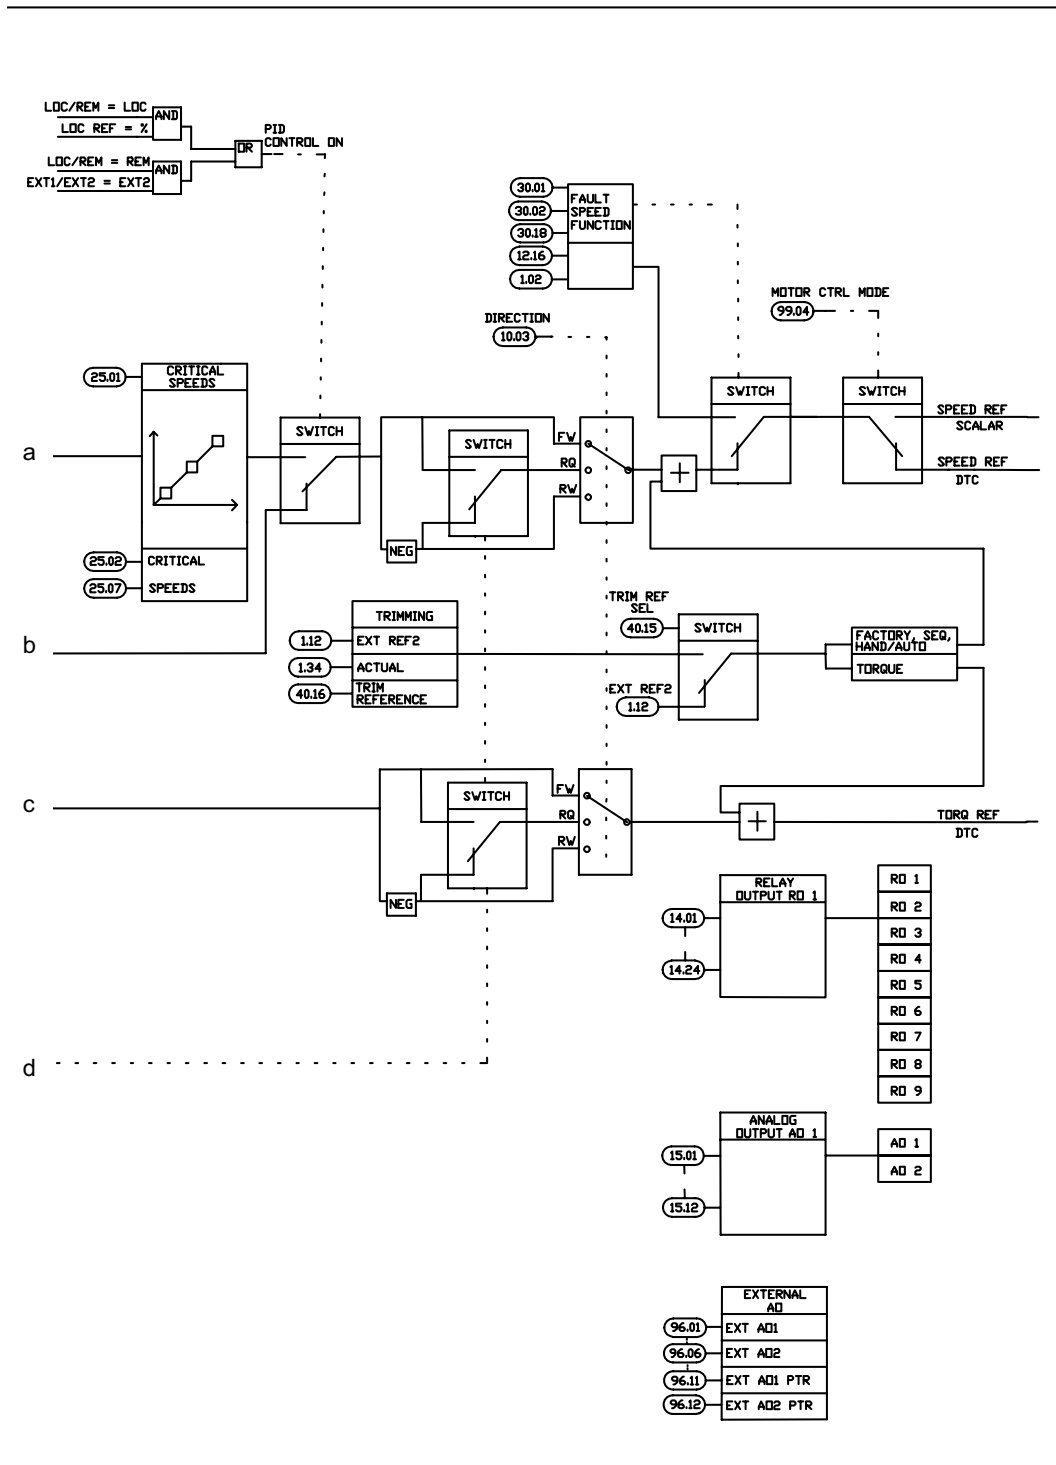 LOC/REM = LOC
LOC REF = %
AND
LOC/REM = REM
EXT1/EXT2 = EXT2
AND
OR
PID
CONTROL ON
30.01
30.02
30.18
12.16
1.02
FAULT
SPEED
FUNCTION
MOTOR CTRL MODE
99.04
DIRECTION
10.03
25.01
CRITICAL
SPEEDS
a
25.02
CRITICAL
25.07
SPEEDS
SWITCH
SWITCH
NEG
FW
RQ
RW
+
SWITCH
SWITCH
SPEED REF
SCALAR
SPEED REF
DTC
b
TRIMMING
1.12
EXT REF2
1.34
ACTUAL
40.16
TRIM
REFERENCE
TRIM REF
SEL
40.15
SWITCH
EXT REF2
1.12
FACTORY, SEQ,
HAND/AUTO
TORQUE
c
SWITCH
NEG
FW
RQ
RW
+
TORQ REF
DTC
d
RELAY
OUTPUT RO 1
14.01
14.24
RO 1
RO 2
RO 3
RO 4
RO 5
RO 6
RO 7
RO 8
RO 9
ANALOG
OUTPUT AO 1
15.01
15.12
AO 1
AO 2
EXTERNAL
AO
96.01
EXT AO1
96.06
EXT AO2
96.11
EXT AO1 PTR
96.12
EXT AO2 PTR